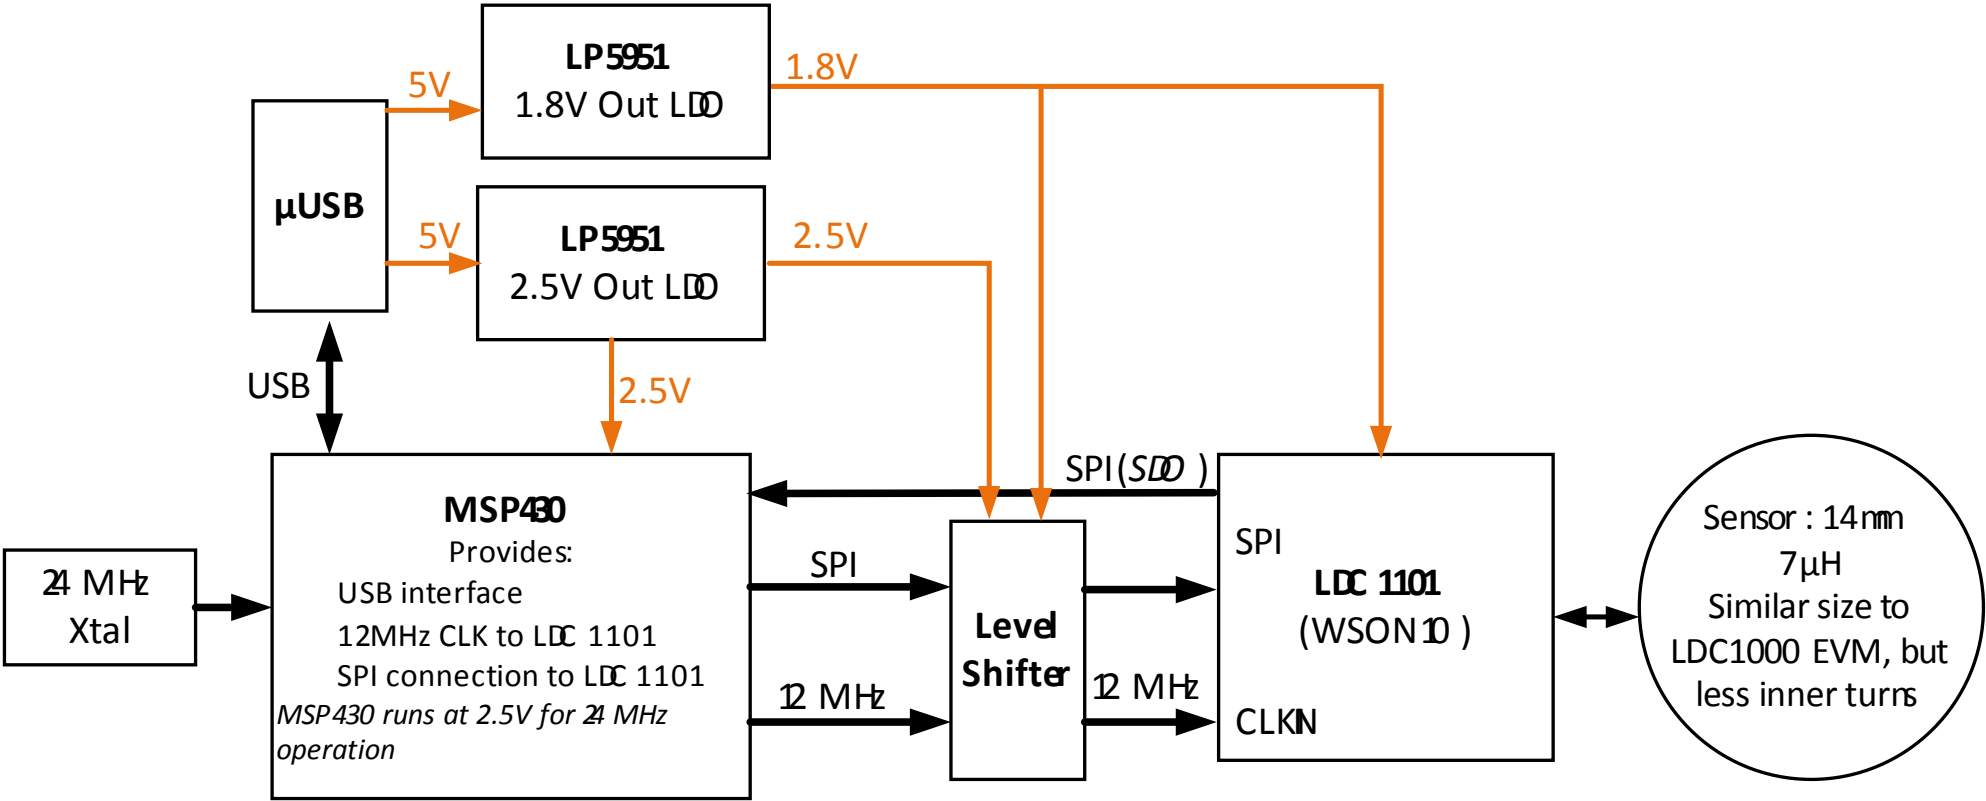 LP5951
1.8V Out LDO
1.8V
5V
µUSB
LP5951
2.5V Out LDO
5V
2.5V
USB
2.5V
MSP430
Provides:
USB interface
12MHz CLK to LDC 1101
SPI connection to LDC 1101
MSP430 runs at 2.5V for 24 MHz
operation
24 MHz
Xtal
SPI (SDO )
SPI
12 MHz
Level
Shifter
12 MHz
SPI
LDC 1101
(WSON10 )
CLKIN
Sensor : 14mm
7µH
Similar size to
LDC1000 EVM, but
less inner turns